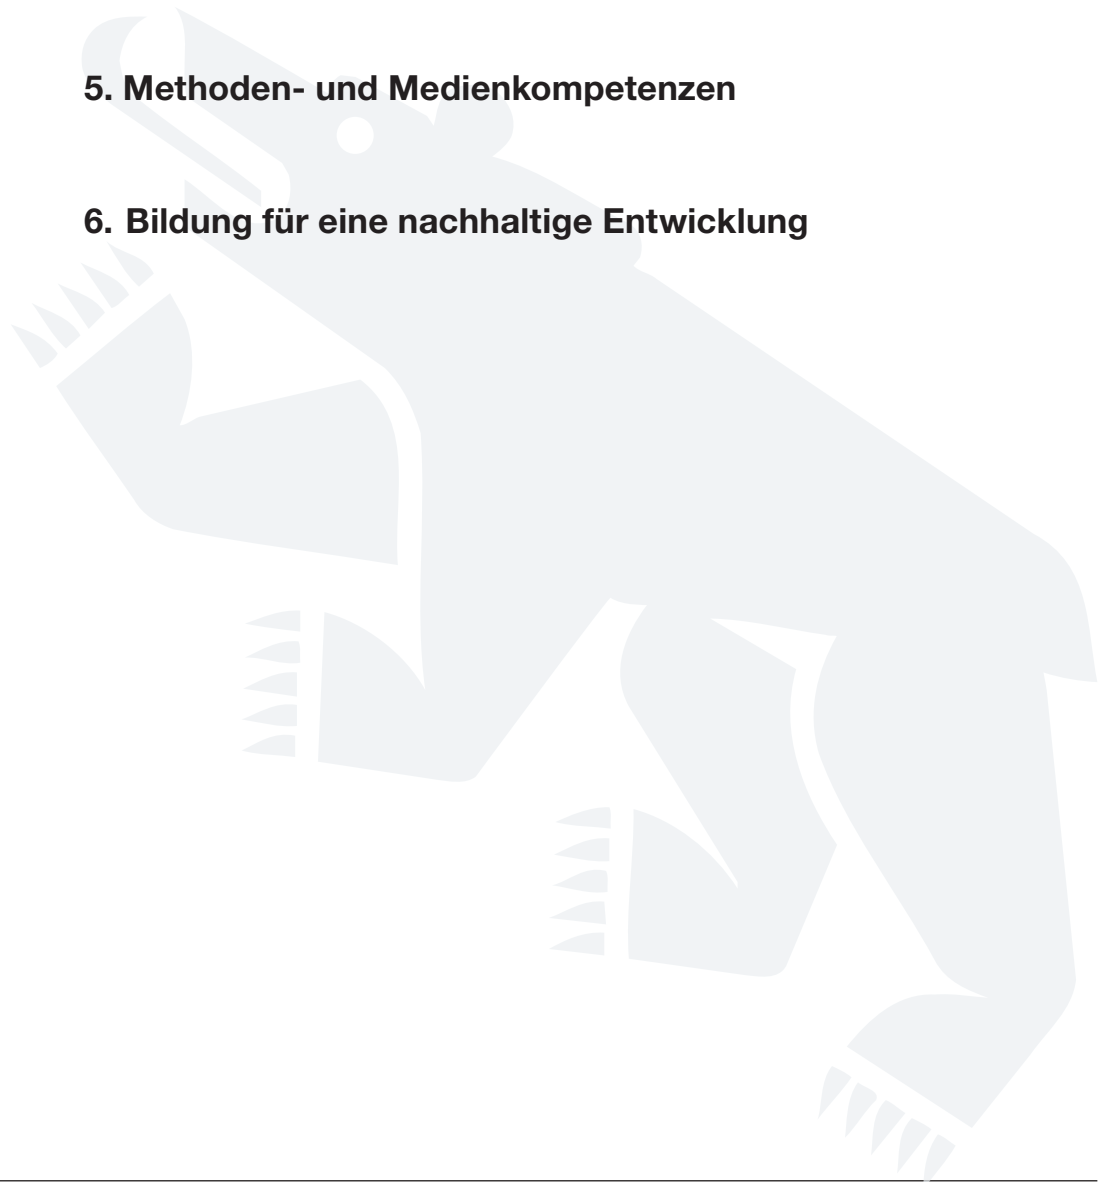 5. Methoden- und Medienkompetenzen
6. Bildung für eine nachhaltige Entwicklung